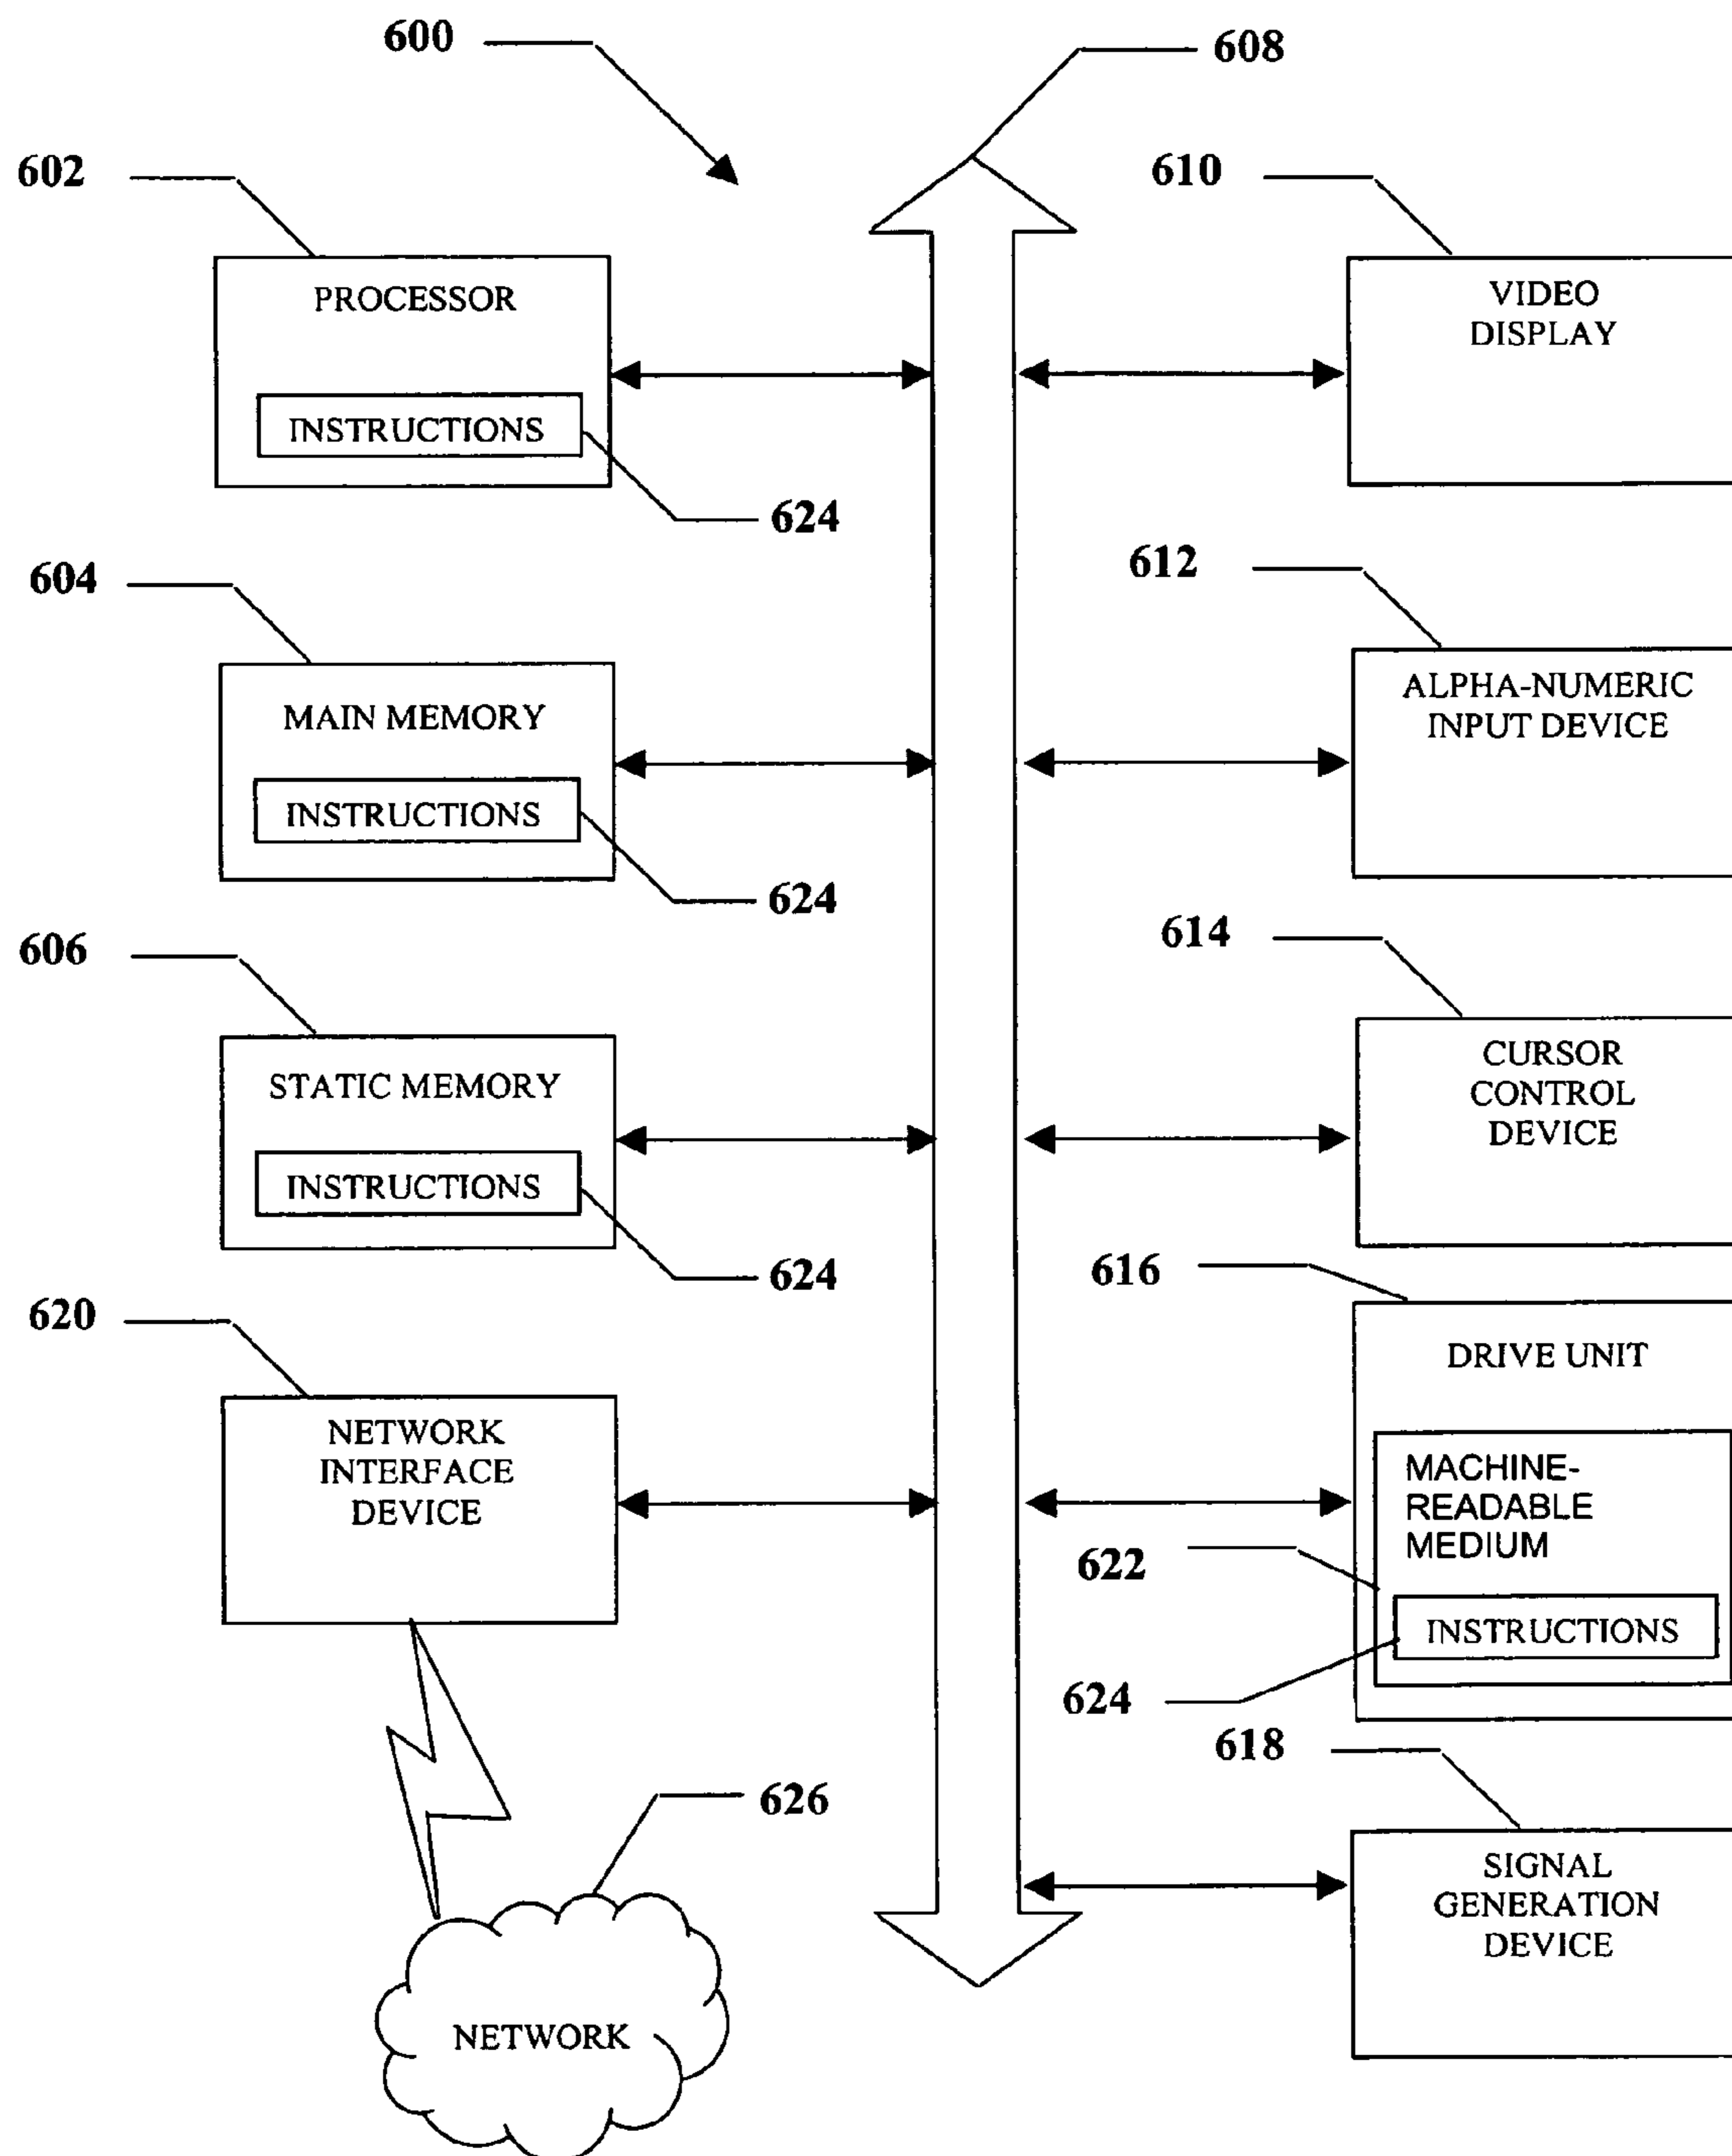 600
608
602
610
PROCESSOR
INSTRUCTIONS
624
VIDEO
DISPLAY
604
612
MAIN MEMORY
INSTRUCTIONS
624
ALPHA-NUMERIC
INPUT DEVICE
606
614
STATIC MEMORY
INSTRUCTIONS
624
CURSOR
CONTROL
DEVICE
620
616
NETWORK
INTERFACE
DEVICE
DRIVE UNIT
MACHINE-
READABLE
MEDIUM
622
INSTRUCTIONS
624
618
626
SIGNAL
GENERATION
DEVICE
NETWORK